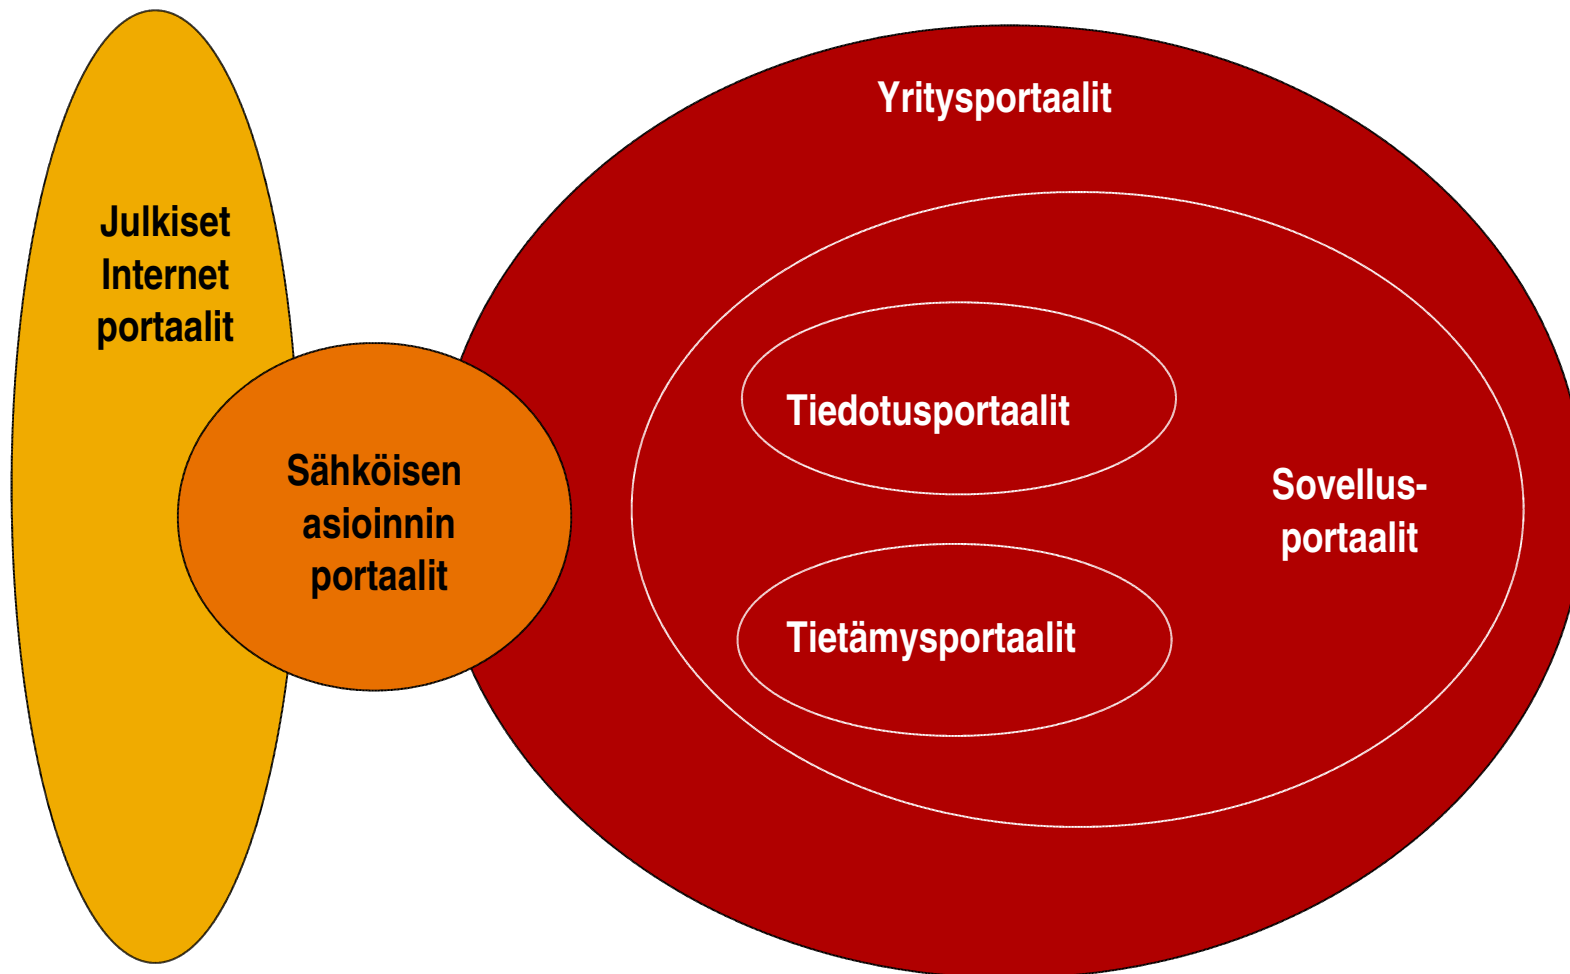 Yritysportaalit
Julkiset
Internet
portaalit
Tiedotusportaalit
Sähköisen
asioinnin
portaalit
Sovellus-
portaalit
Tietämysportaalit